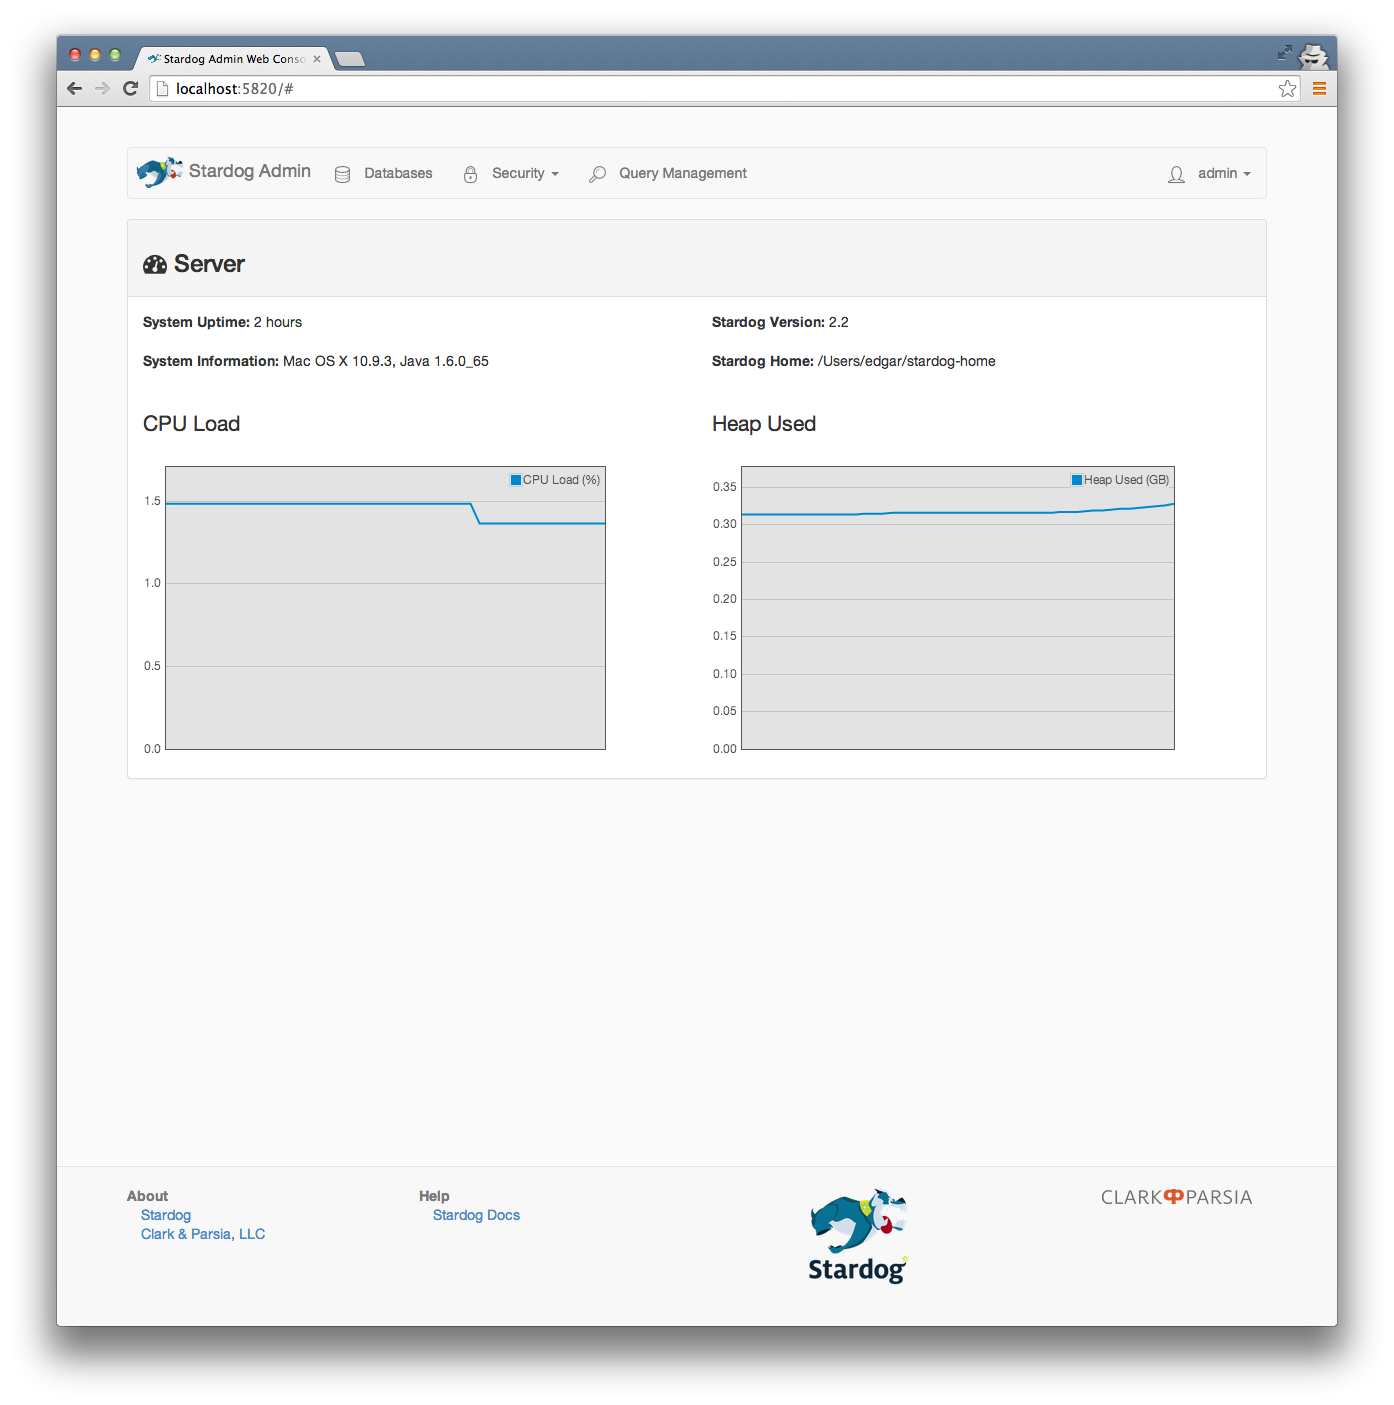 Stardog Admin Web Conso
localhost:5820/#
Stardog Admin Databases Security Query Management admin
Server
System Uptime: 2 hours Stardog Version: 2.2
System Information: Mac OS X 10.9.3, Java 1.6.0_65 Stardog Home: /Users/edgar/stardog-home
CPU Load
CPU Load (%)
1.5
1.0
0.5
0.0
Heap Used
Heap Used (GB)
0.35
0.30
0.25
0.20
0.15
0.10
0.05
0.00
About
Stardog
Clark & Parsia, LLC
Help
Stardog Docs
Stardog
CLARK PARSIA